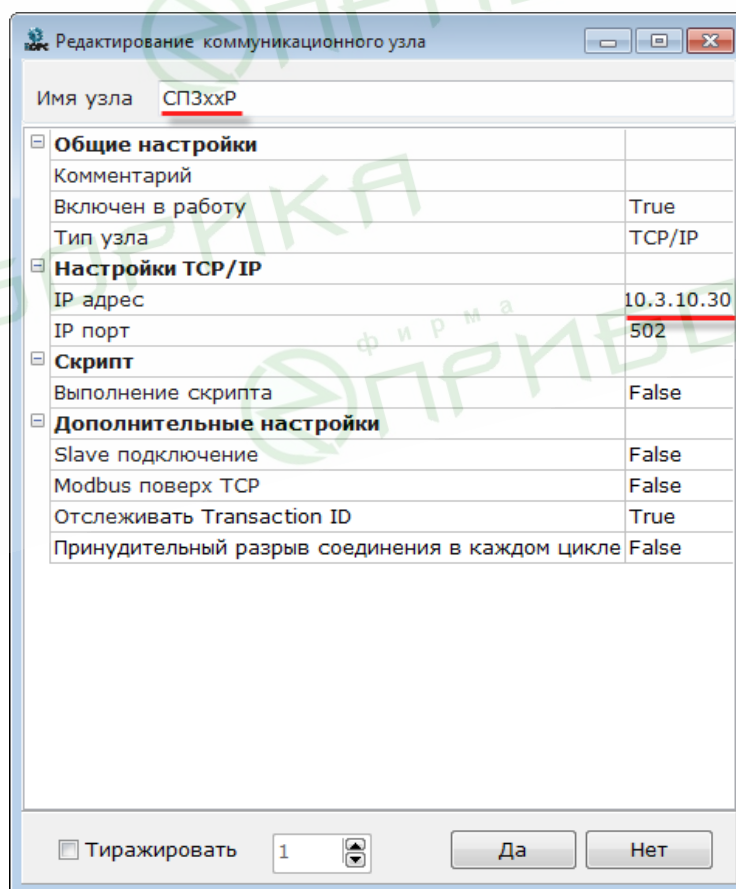 Редактирование коммуникационного узла
Имя узла СП3ххР
Общие настройки
Комментарий
Включен в работу True
Тип узла TCP/IP
Настройки TCP/IP
IP адрес 10.3.10.30
IP порт 502
Скрипт
Выполнение скрипта False
Дополнительные настройки
Slave подключение False
Modbus поверх TCP False
Отслеживать Transaction ID True
Принудительный разрыв соединения в каждом цикле False
Тиражировать 1 Да Нет
фирма